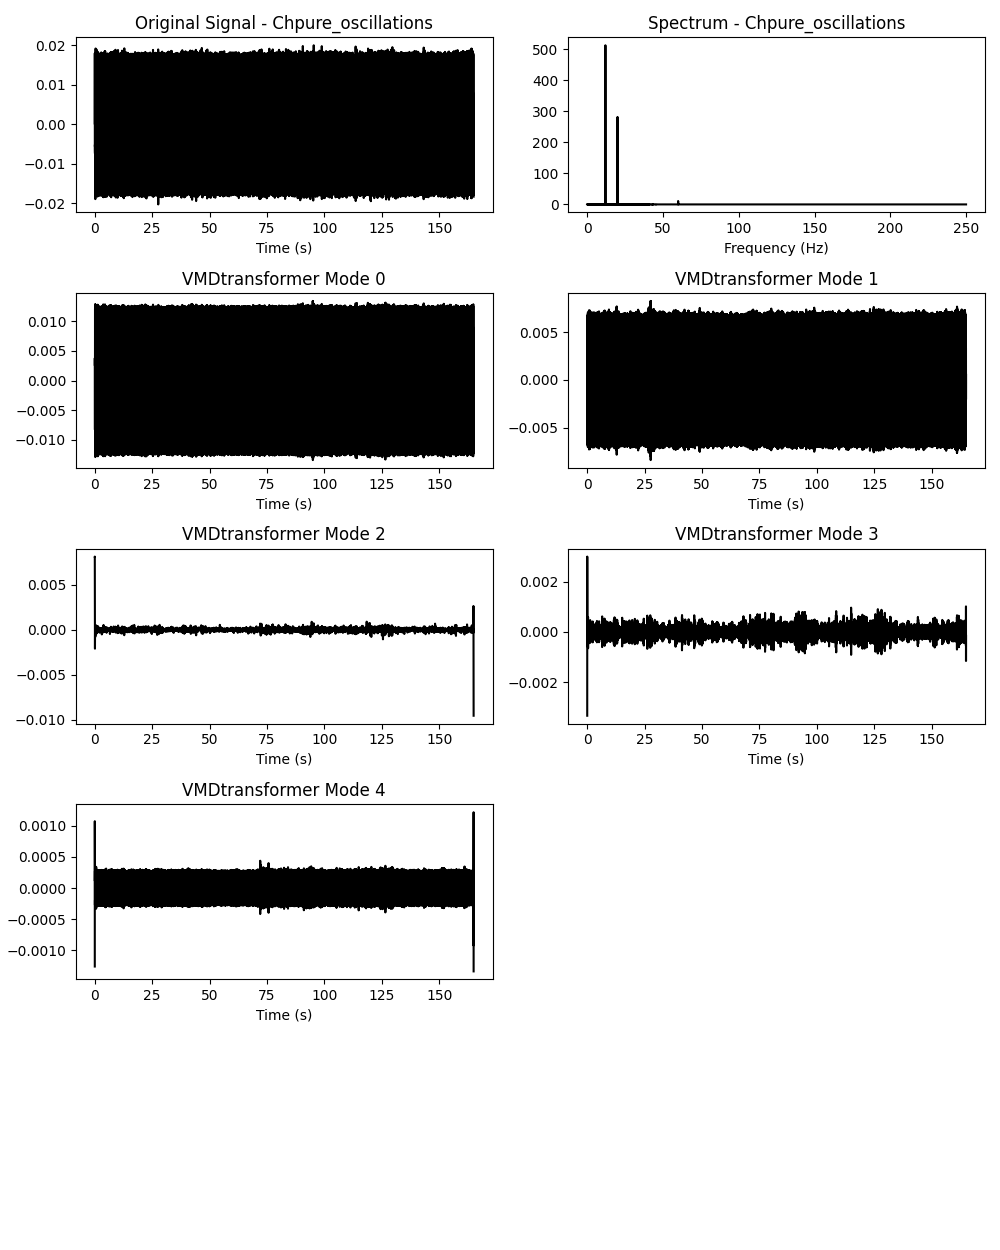 Original Signal - Chpure_oscillations
0.02
0.01
0.00
−0.01
−0.02
0 25 50 75 100 125 150
Time (s)
Spectrum - Chpure_oscillations
500
400
300
200
100
0
0 50 100 150 200 250
Frequency (Hz)
VMDtransformer Mode 0
0.010
0.005
0.000
−0.005
−0.010
0 25 50 75 100 125 150
Time (s)
VMDtransformer Mode 1
0.005
0.000
−0.005
0 25 50 75 100 125 150
Time (s)
VMDtransformer Mode 2
0.005
0.000
−0.005
−0.010
0 25 50 75 100 125 150
Time (s)
VMDtransformer Mode 3
0.002
0.000
−0.002
0 25 50 75 100 125 150
Time (s)
VMDtransformer Mode 4
0.0010
0.0005
0.0000
−0.0005
−0.0010
0 25 50 75 100 125 150
Time (s)